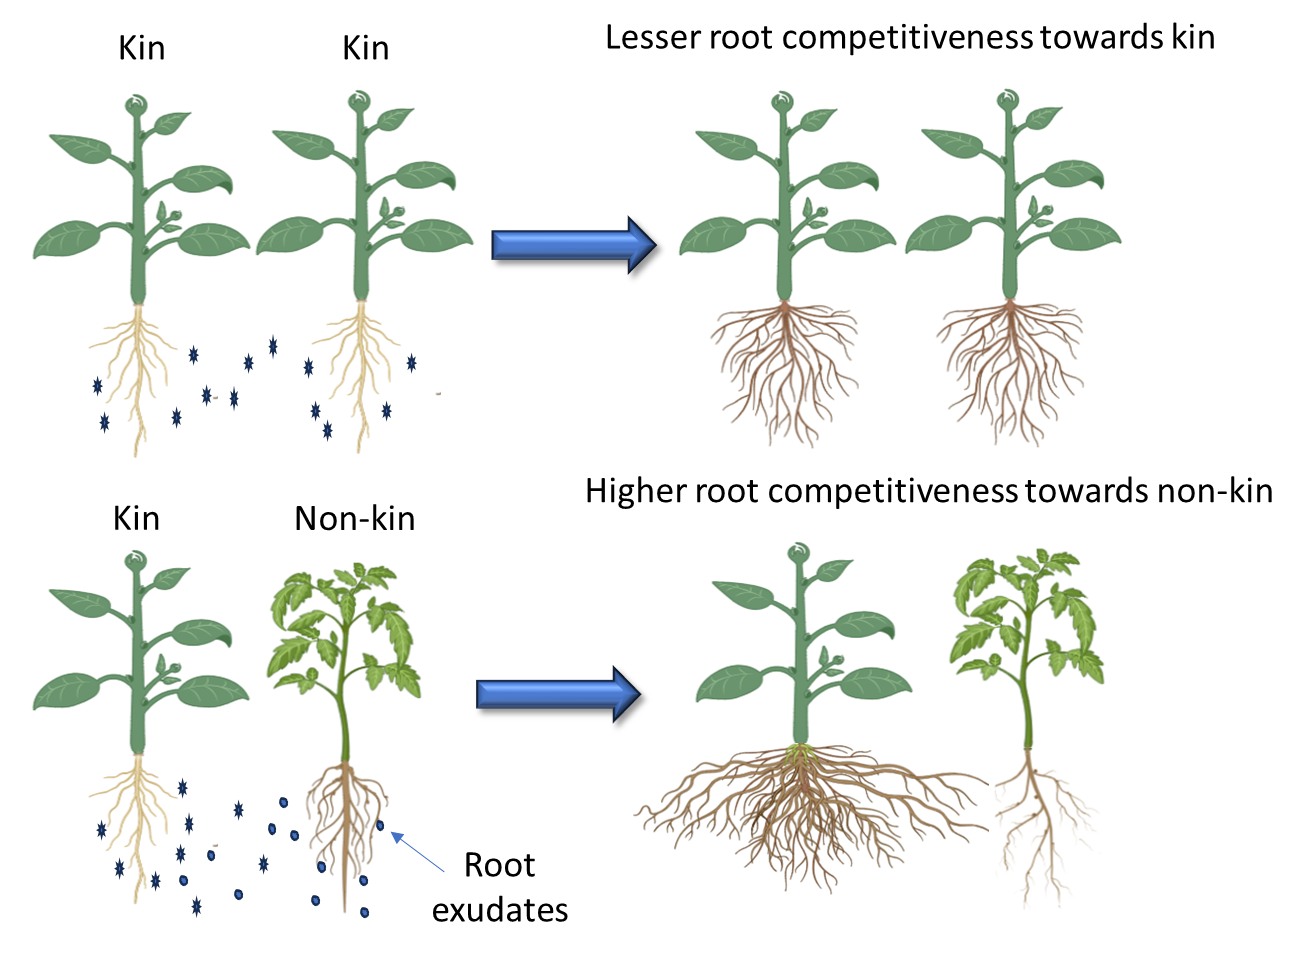 Kin
Kin
Lesser root competitiveness towards kin
Kin
Non-kin
Higher root competitiveness towards non-kin
Root
exudates